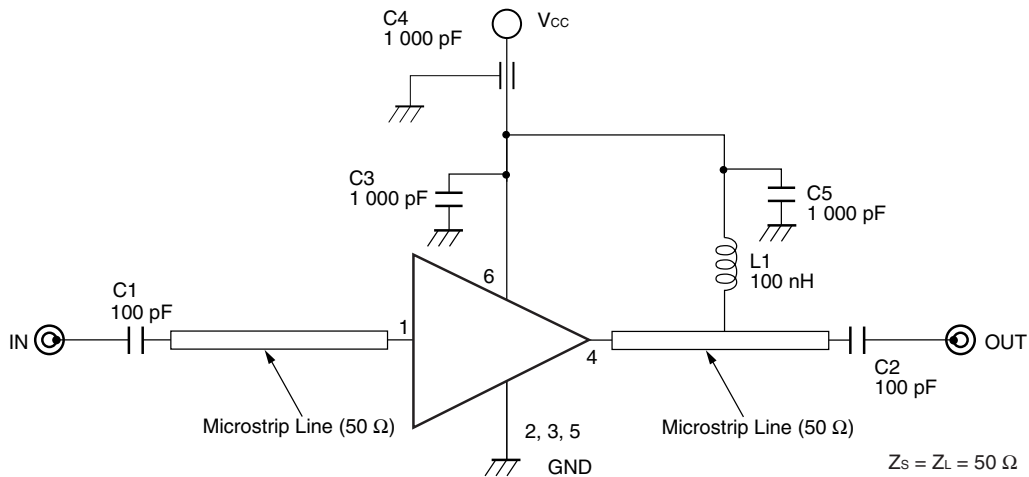 C4
1 000 pF
VCC
C3
1 000 pF
C5
1 000 pF
L1
100 nH
C1
100 pF
6
IN
1
4
OUT
C2
100 pF
Microstrip Line (50 Ω)
Microstrip Line (50 Ω)
2, 3, 5
GND
ZS = ZL = 50 Ω